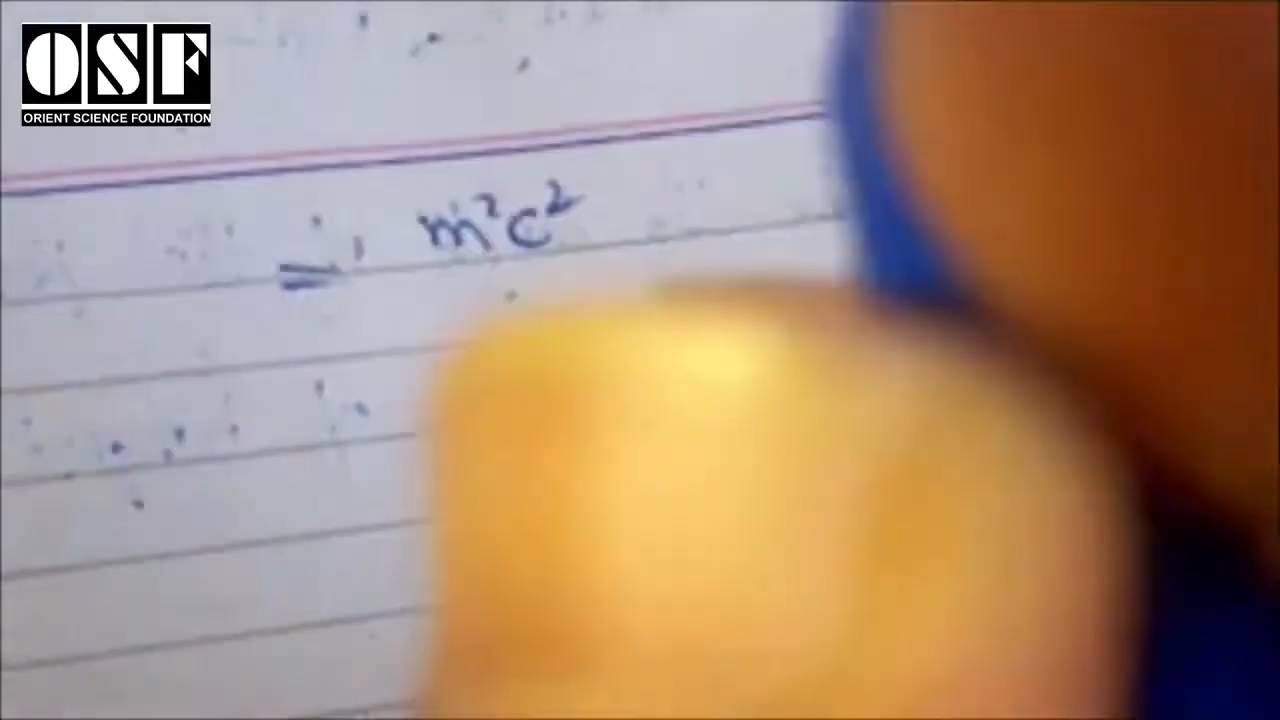 OSF
ORIENT SCIENCE FOUNDATION
= m²c²